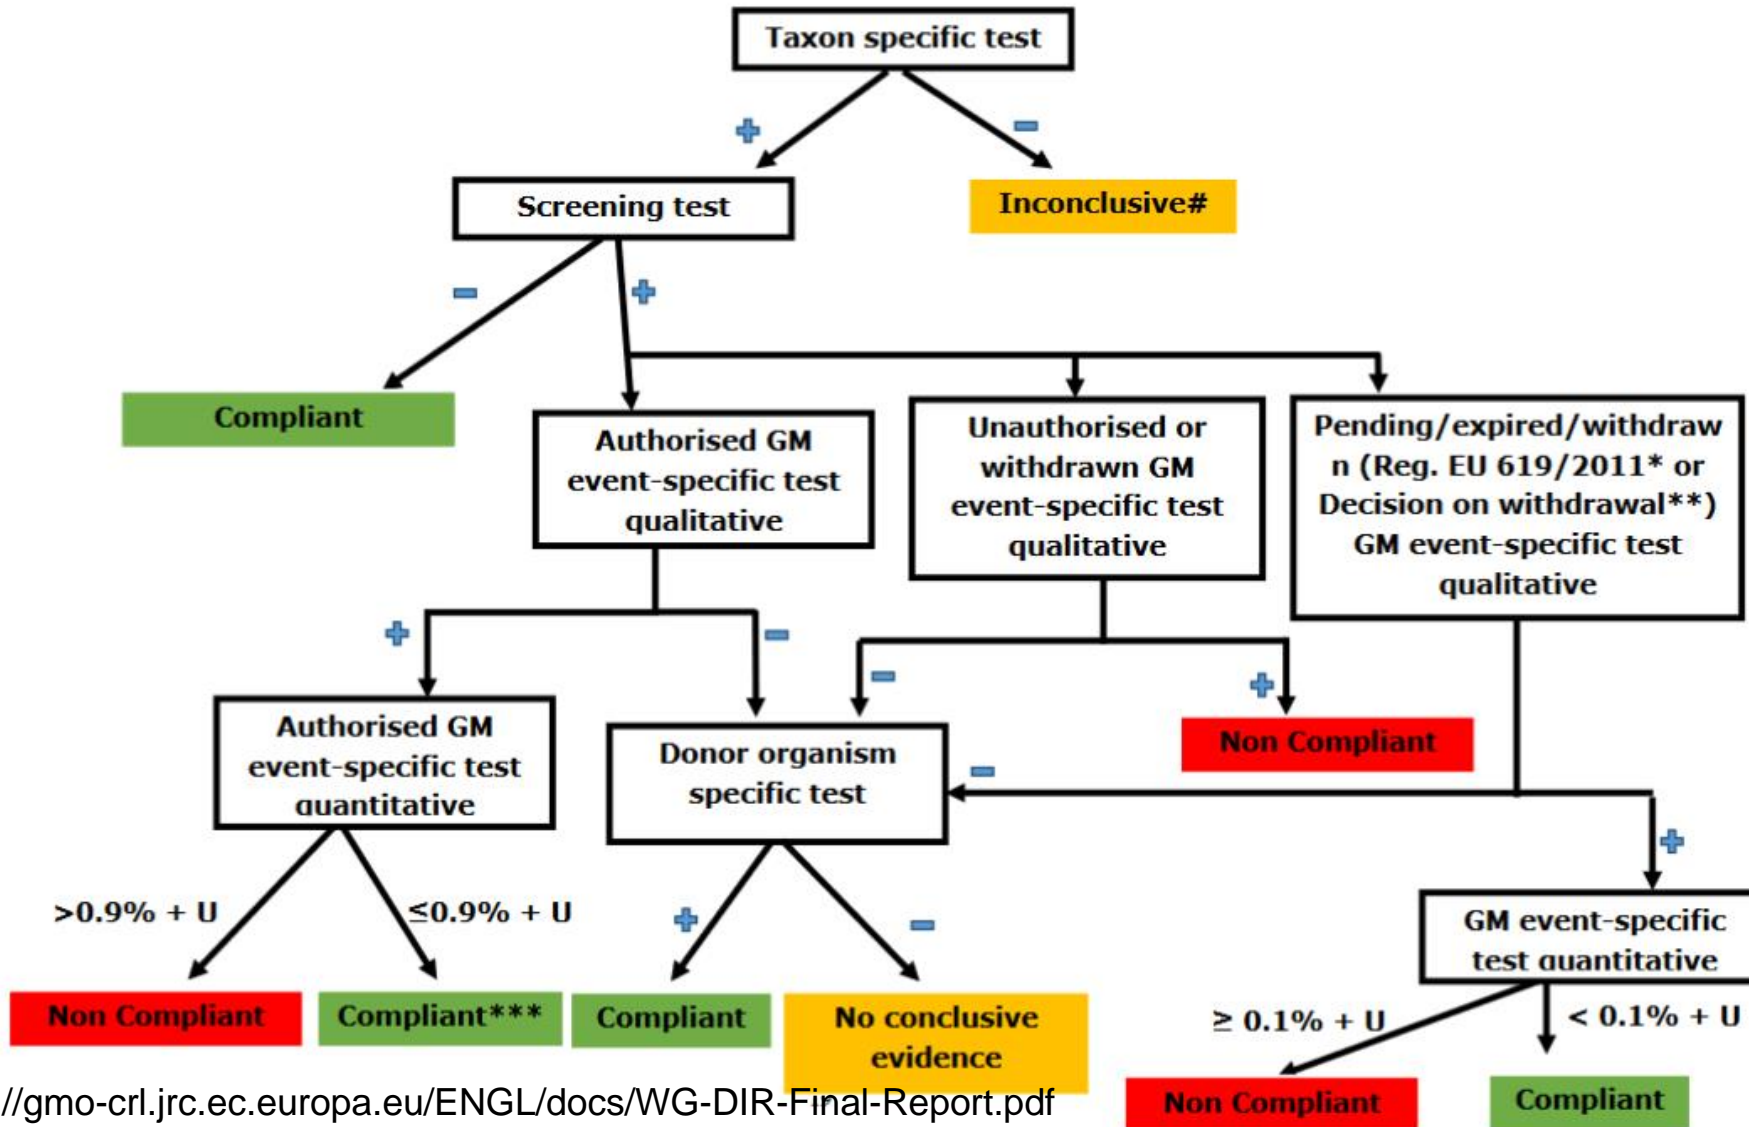 Taxon specific test
+
−
Screening test
Inconclusive#
−
+
Compliant
Authorised GM
event-specific test
qualitative
Unauthorised or
withdrawn GM
event-specific test
qualitative
Pending/expired/withdraw
n (Reg. EU 619/2011* or
Decision on withdrawal**)
GM event-specific test
qualitative
+
−
−
+
Authorised GM
event-specific test
quantitative
Donor organism
specific test
Non Compliant
−
+
>0.9% + U
≤0.9% + U
+
−
GM event-specific
test quantitative
Non Compliant
Compliant***
Compliant
No conclusive
evidence
≥ 0.1% + U
< 0.1% + U
Non Compliant
Compliant
//gmo-crl.jrc.ec.europa.eu/ENGL/docs/WG-DIR-Final-Report.pdf